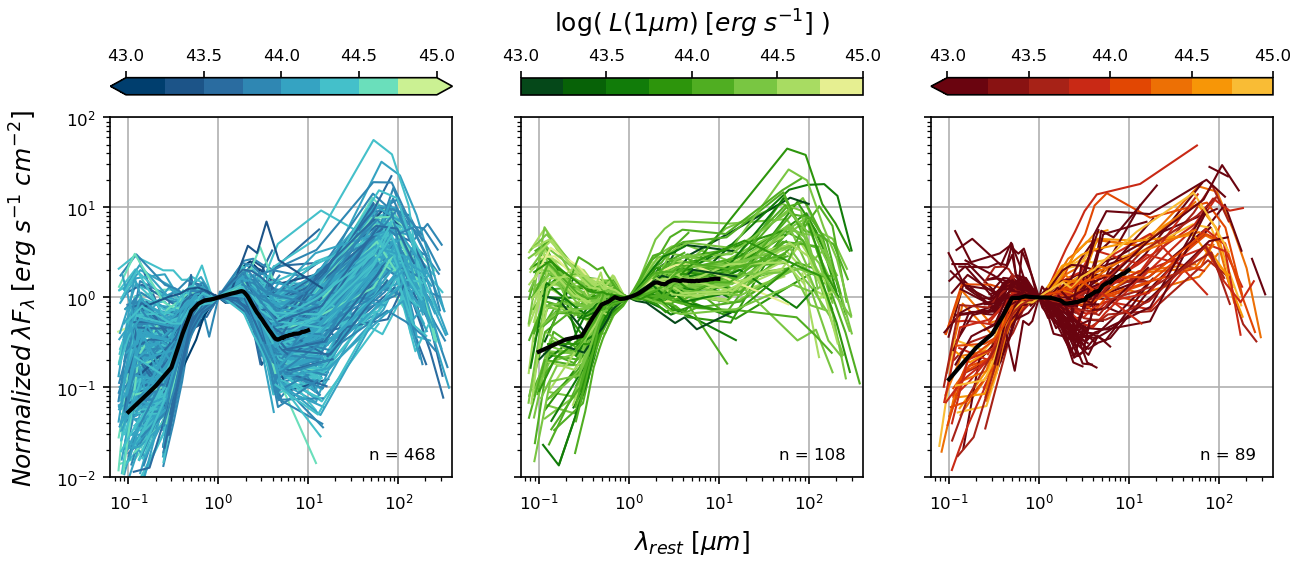 log( L(1μm) [erg s⁻¹] )
43.0 43.5 44.0 44.5 45.0
43.0 43.5 44.0 44.5 45.0
43.0 43.5 44.0 44.5 45.0
Normalized λF_λ [erg s⁻¹ cm⁻²]
10²
10¹
10⁰
10⁻¹
10⁻²
n = 468
n = 108
n = 89
10⁻¹ 10⁰ 10¹ 10²
10⁻¹ 10⁰ 10¹ 10²
10⁻¹ 10⁰ 10¹ 10²
λ_rest [μm]